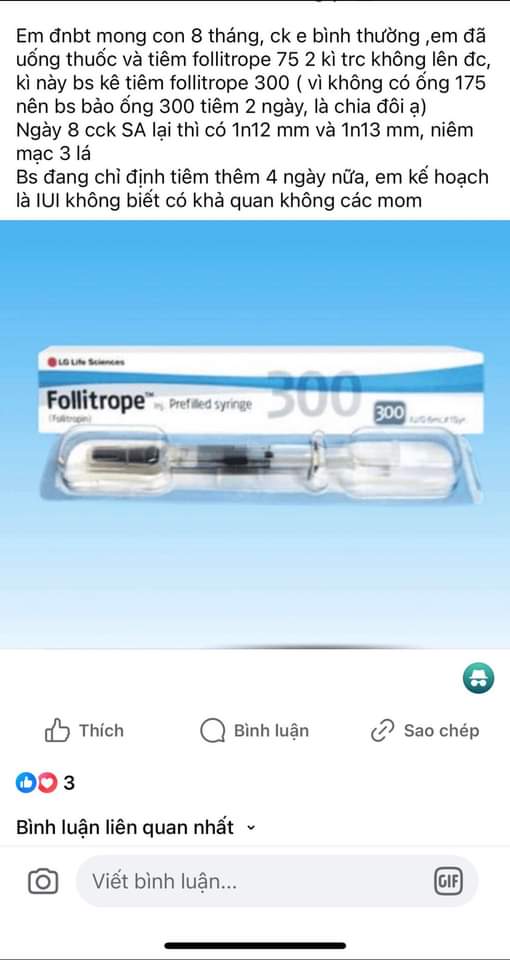 Em đnbt mong con 8 tháng, ck e bình thường ,em đã
uống thuốc và tiêm follitrope 75 2 kì trc không lên đc,
kì này bs kê tiêm follitrope 300 ( vì không có ống 175
nên bs bảo ống 300 tiêm 2 ngày, là chia đôi ạ)
Ngày 8 cck SA lại thì có 1n12 mm và 1n13 mm, niêm
mạc 3 lá
Bs đang chỉ định tiêm thêm 4 ngày nữa, em kế hoạch
là IUI không biết có khả quan không các mom
LG Life Sciences
Follitrope™ inj. Prefilled syringe 300 300
(Follitropin)
Thích Bình luận Sao chép
3
Bình luận liên quan nhất
Viết bình luận... GIF